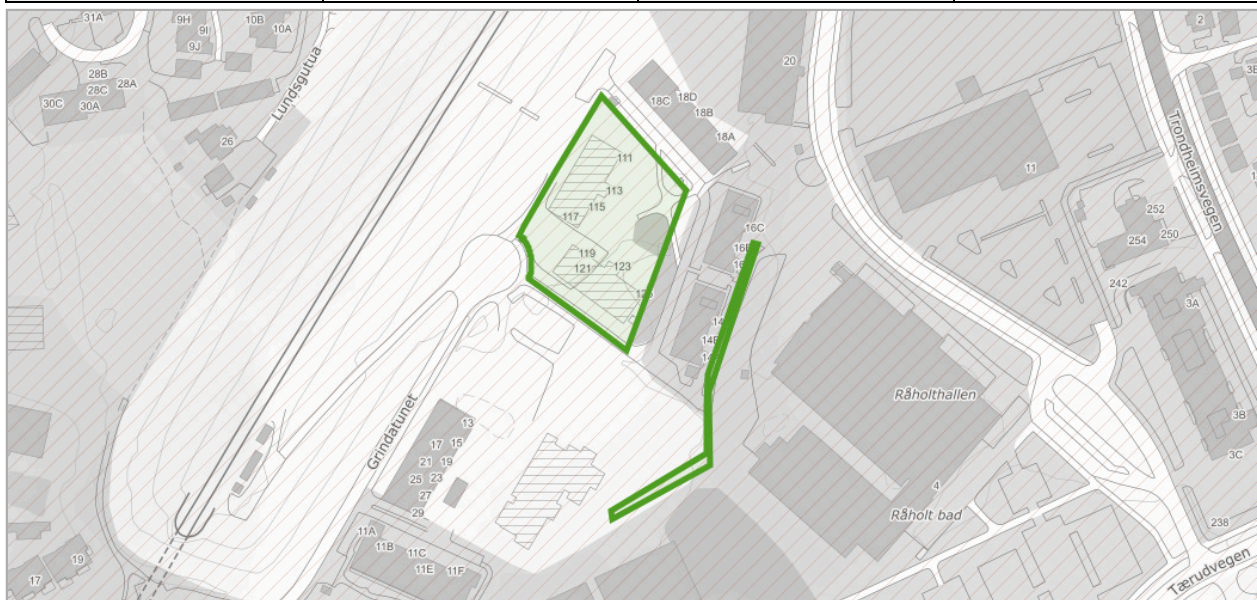 31A
9H
9I
9J
10B
10A
28B
28C
28A
30C
30A
26
Lundsgutua
20
18C
18D
18B
18A
111
113
115
117
119
121
123
16C
11
2
Trondheimsvegen
252
254
250
242
3A
3B
3C
238
Råholthallen
4
Råholt bad
Tærudvegen
Grindatunet
13
17
15
21
19
25
23
27
29
11A
11B
11C
11E
11F
19
17